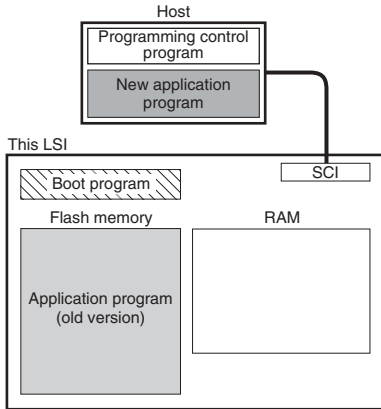 Host
Programming control
program
New application
program
This LSI
SCI
Boot program
Flash memory
RAM
Application program
(old version)